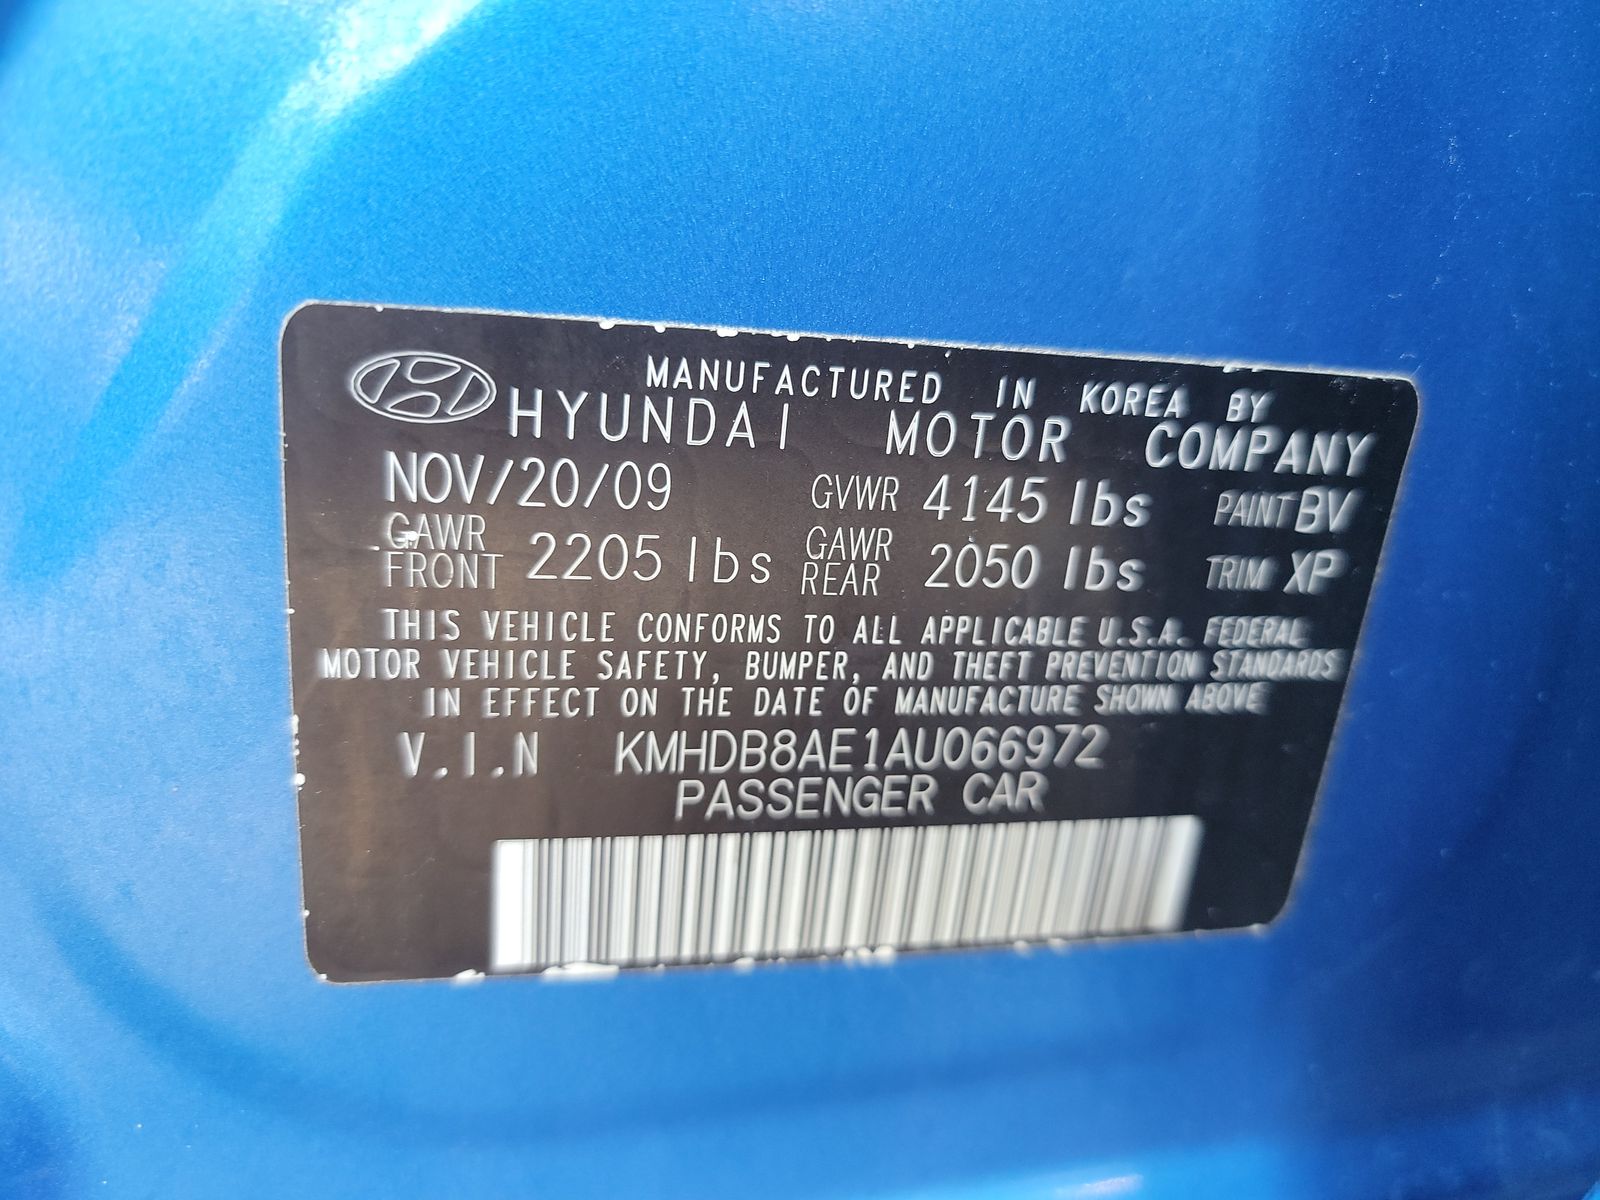 MANUFACTURED IN KOREA BY
HYUNDAI MOTOR COMPANY
NOV/20/09 GVWR 4145 lbs PAINT BV
GAWR FRONT 2205 lbs GAWR REAR 2050 lbs TRIM XP
THIS VEHICLE CONFORMS TO ALL APPLICABLE U.S.A. FEDERAL
MOTOR VEHICLE SAFETY, BUMPER, AND THEFT PREVENTION STANDARDS
IN EFFECT ON THE DATE OF MANUFACTURE SHOWN ABOVE
V.I.N KMHDB8AE1AU066972
PASSENGER CAR